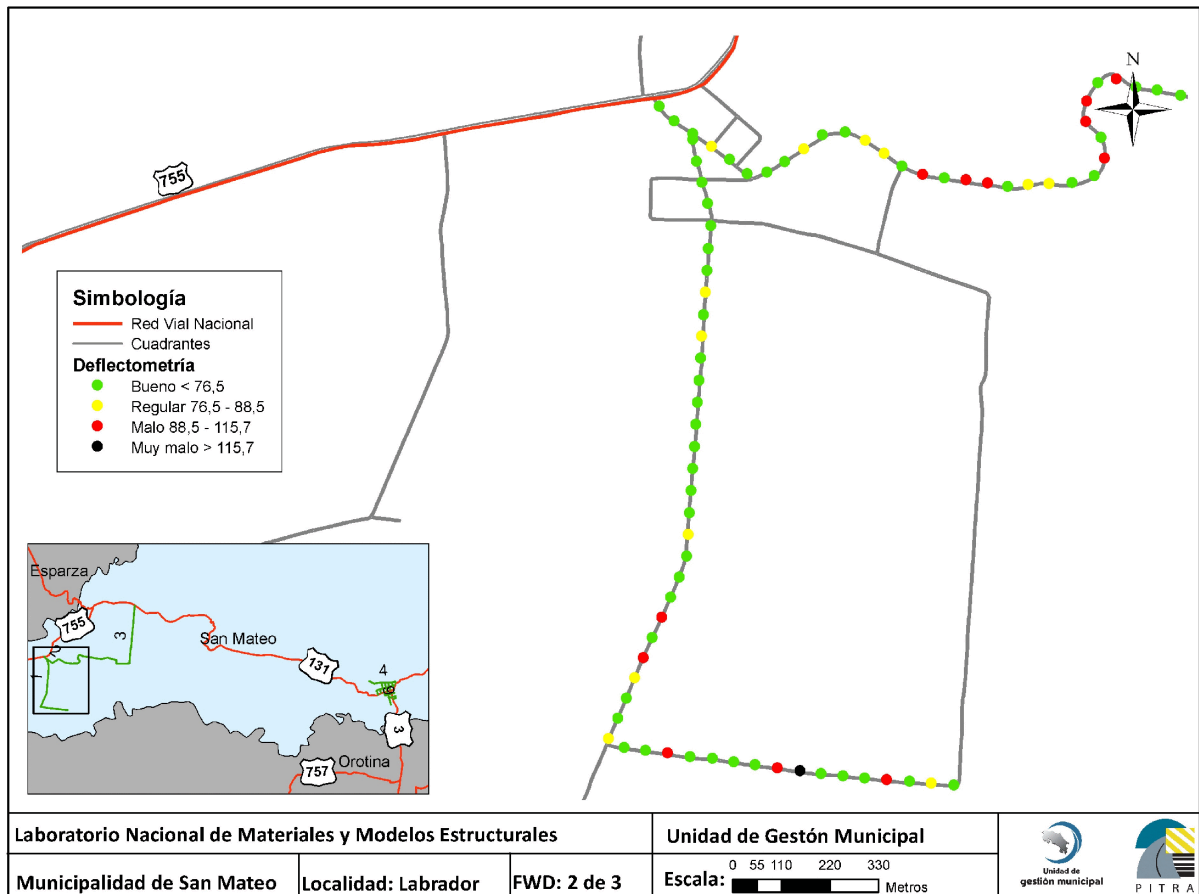 N
755
Simbología
Red Vial Nacional
Cuadrantes
Deflectometría
Bueno < 76,5
Regular 76,5 - 88,5
Malo 88,5 - 115,7
Muy malo > 115,7
Esparza
755
3
San Mateo
1
131
4
3
757
Orotina
Laboratorio Nacional de Materiales y Modelos Estructurales
Unidad de Gestón Municipal
Municipalidad de San Mateo
Localidad: Labrador
FWD: 2 de 3
Escala:
0 55 110 220 330
Metros
Unidad de
gestión municipal
PITRA